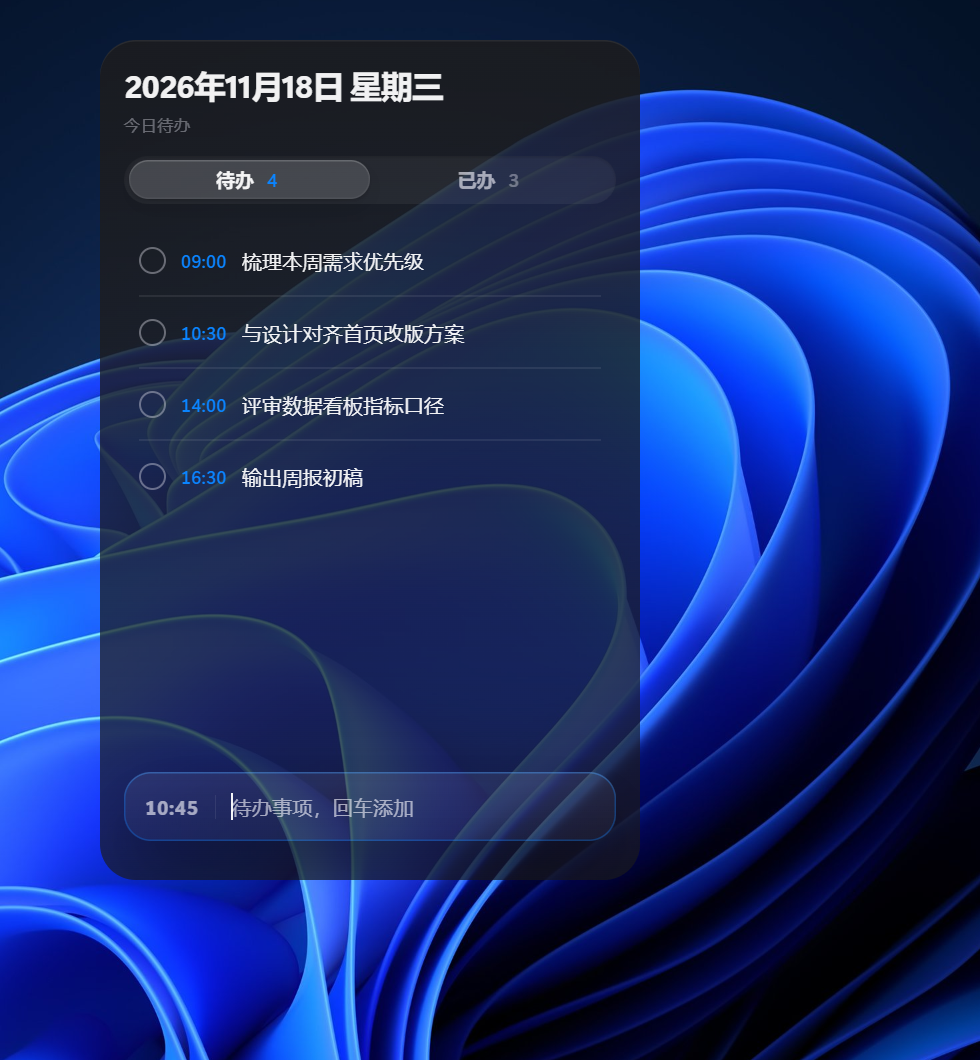 2026年11月18日 星期三
今日待办
待办 4 已办 3
09:00 梳理本周需求优先级
10:30 与设计对齐首页改版方案
14:00 评审数据看板指标口径
16:30 输出周报初稿
10:45 待办事项，回车添加